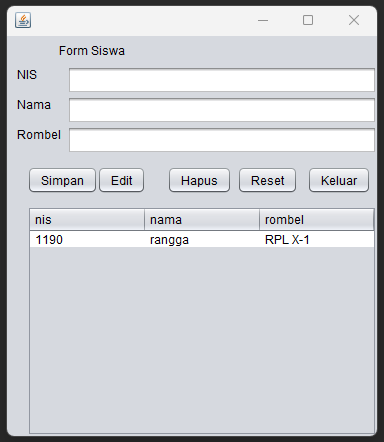 Form Siswa
NIS
Nama
Rombel
Simpan Edit Hapus Reset Keluar
nis nama rombel
1190 rangga RPL X-1